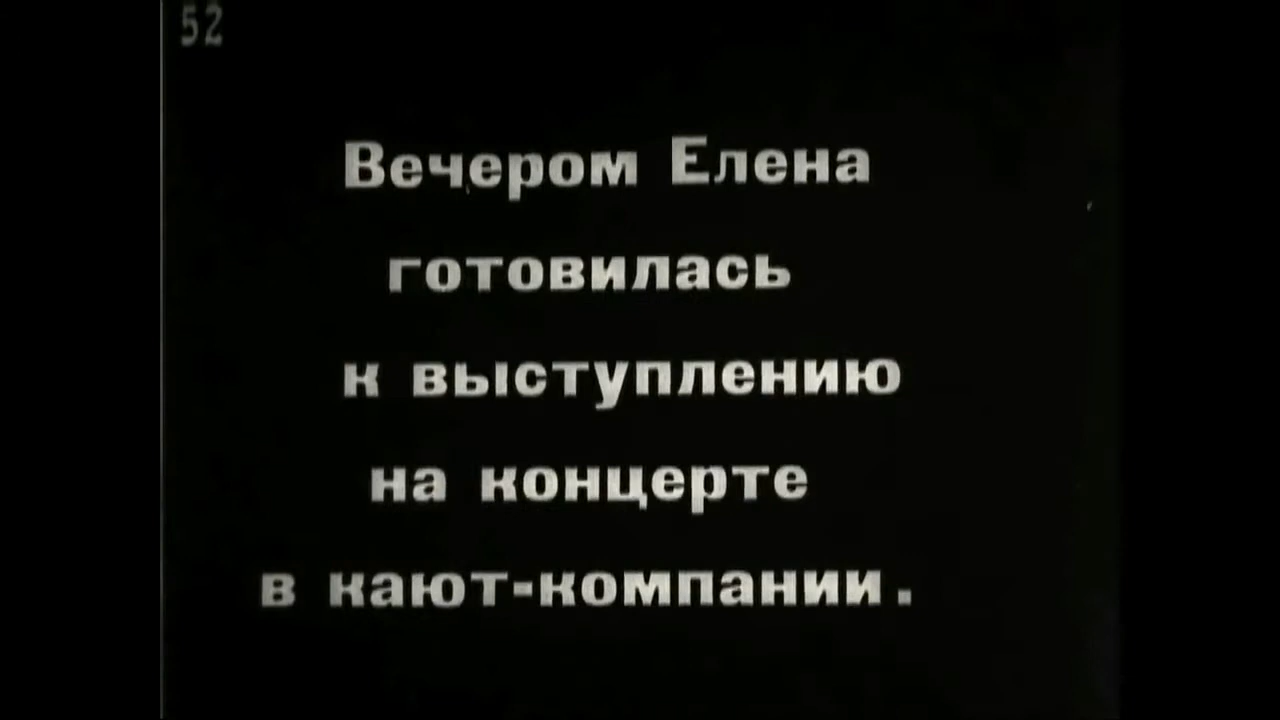 52
Вечером Елена
готовилась
к выступлению
на концерте
в кают-компании.